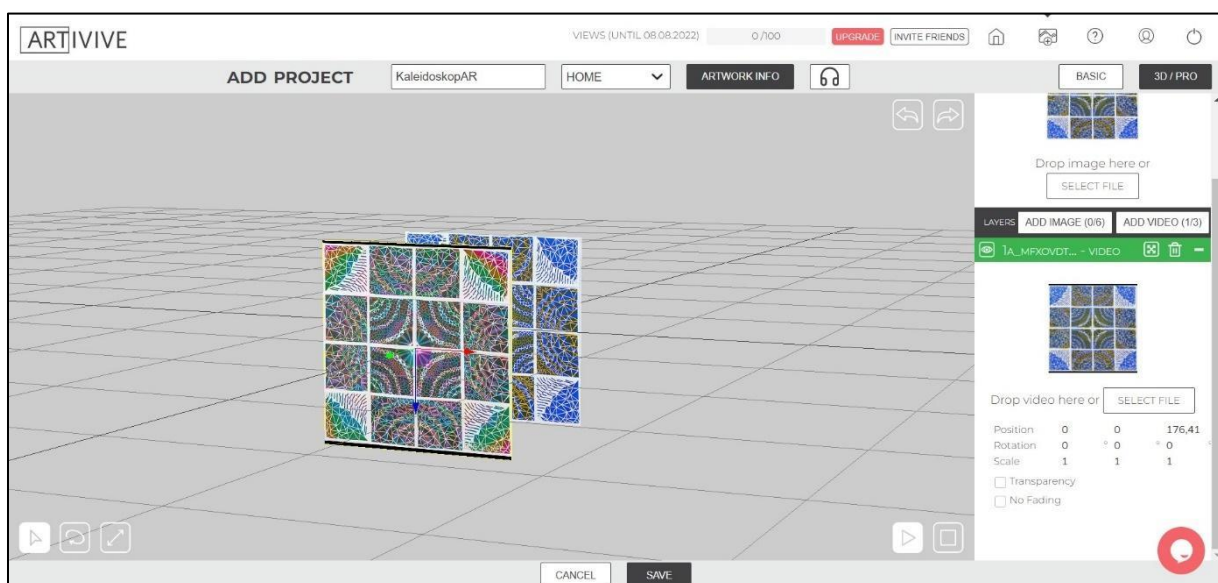 ARTIVIVE
VIEWS (UNTIL 08.08.2022) 0 /100 UPGRADE INVITE FRIENDS
ADD PROJECT KaleidoskopAR HOME ARTWORK INFO BASIC 3D / PRO
Drop image here or
SELECT FILE
LAYERS ADD IMAGE (0/6) ADD VIDEO (1/3)
1A_MFXOVDT... - VIDEO
Drop video here or SELECT FILE
Position 0 0 176,41
Rotation 0 ° 0 ° 0 °
Scale 1 1 1
Transparency
No Fading
CANCEL SAVE